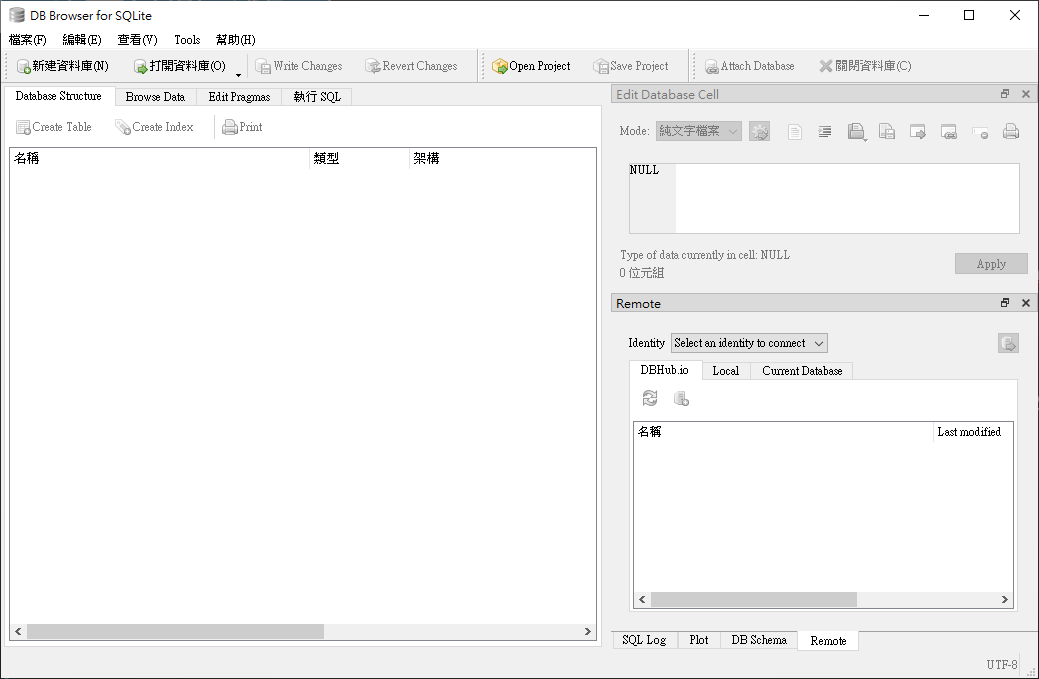 DB Browser for SQLite
檔案(F) 編輯(E) 查看(V) Tools 幫助(H)
新建資料庫(N) 打開資料庫(O) Write Changes Revert Changes Open Project Save Project Attach Database 關閉資料庫(C)
Database Structure Browse Data Edit Pragmas 執行 SQL
Create Table Create Index Print
名稱 類型 架構
Edit Database Cell
Mode: 純文字檔案
NULL
Type of data currently in cell: NULL
0 位元組
Apply
Remote
Identity Select an identity to connect
DBHub.io Local Current Database
名稱 Last modified
SQL Log Plot DB Schema Remote
UTF-8